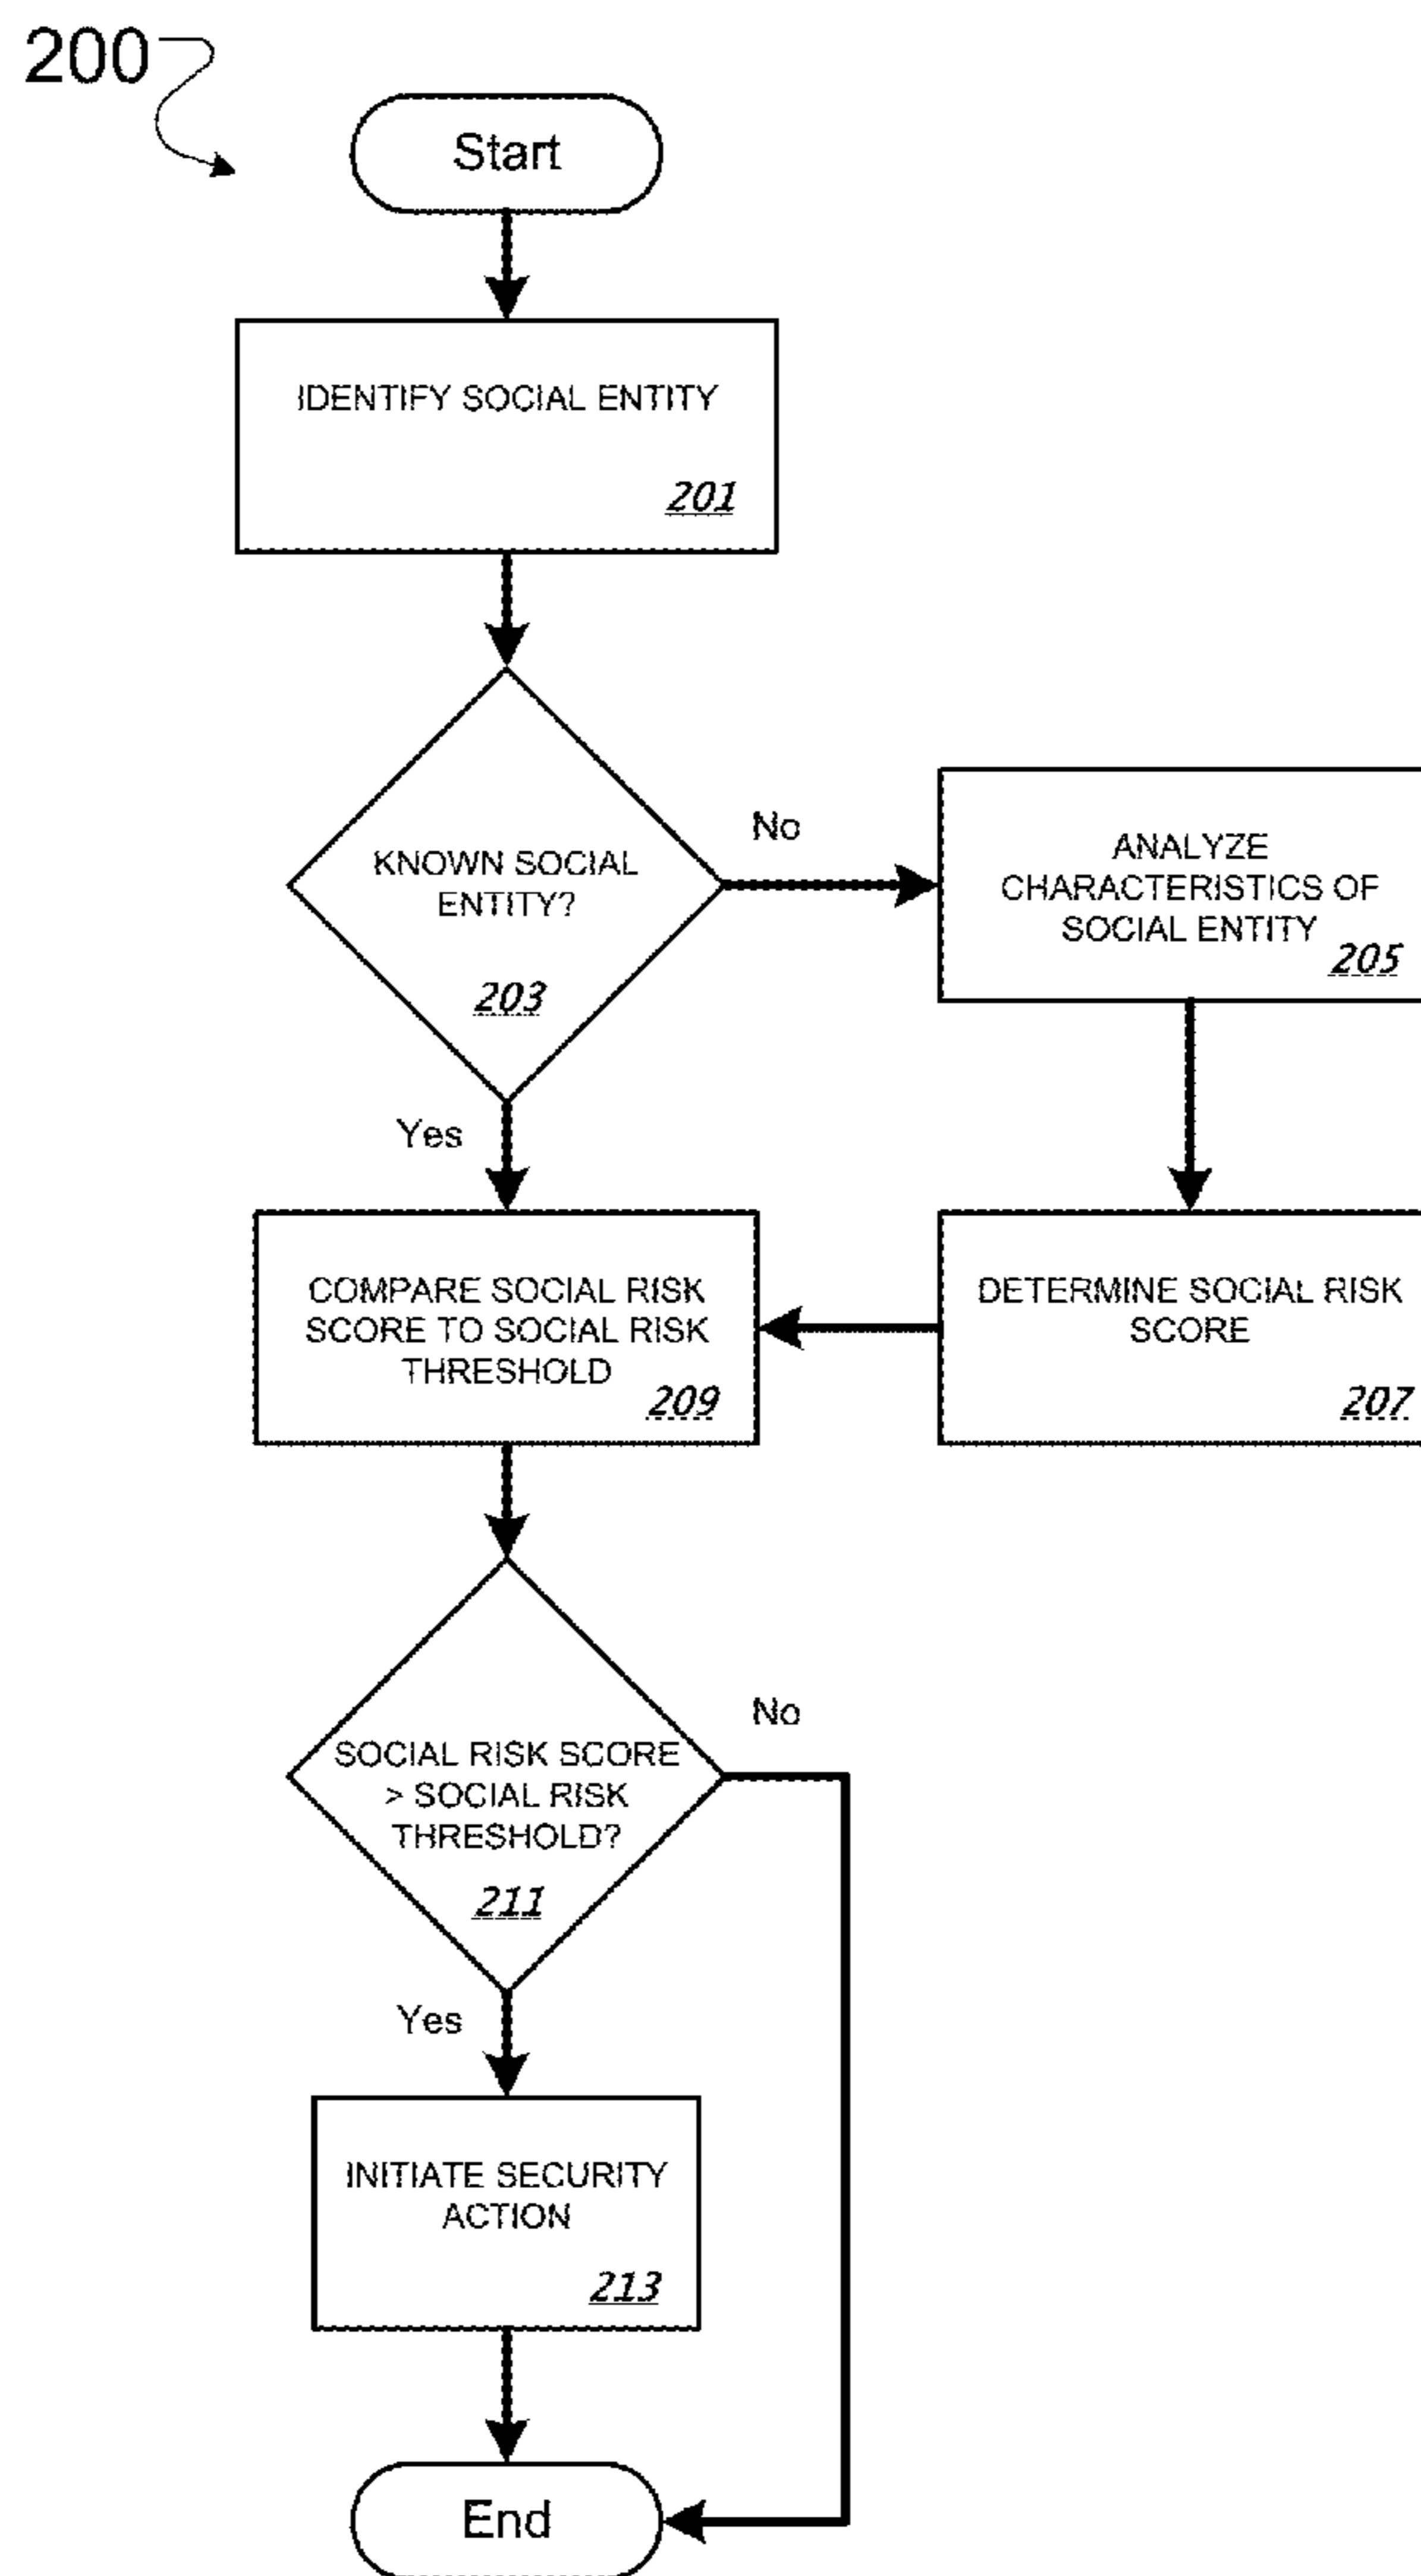 200
Start
IDENTIFY SOCIAL ENTITY
201
KNOWN SOCIAL
ENTITY?
203
No
Yes
ANALYZE
CHARACTERISTICS OF
SOCIAL ENTITY
205
COMPARE SOCIAL RISK
SCORE TO SOCIAL RISK
THRESHOLD
209
DETERMINE SOCIAL RISK
SCORE
207
SOCIAL RISK SCORE
> SOCIAL RISK
THRESHOLD?
211
No
Yes
INITIATE SECURITY
ACTION
213
End